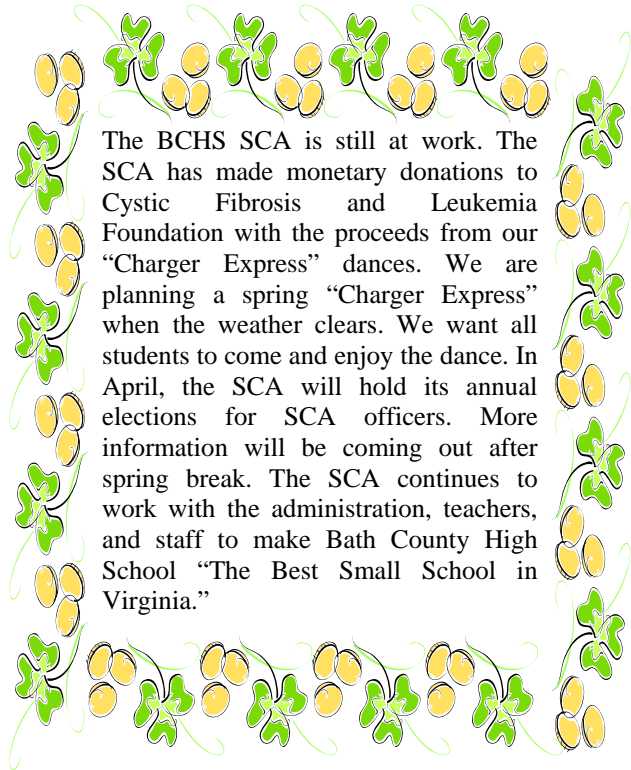 The BCHS SCA is still at work. The
SCA has made monetary donations to
Cystic Fibrosis and Leukemia
Foundation with the proceeds from our
“Charger Express” dances. We are
planning a spring “Charger Express”
when the weather clears. We want all
students to come and enjoy the dance. In
April, the SCA will hold its annual
elections for SCA officers. More
information will be coming out after
spring break. The SCA continues to
work with the administration, teachers,
and staff to make Bath County High
School “The Best Small School in
Virginia.”